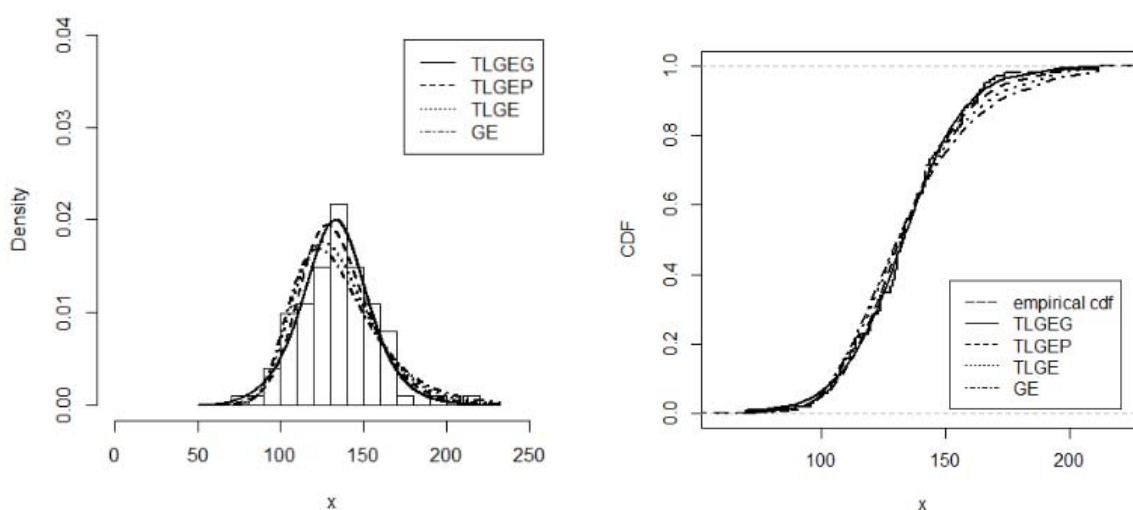 0.04
0.03
0.02
0.01
0.00
Density
TLGEG
TLGEP
TLGE
GE
0 50 100 150 200 250
x
1.0
0.8
0.6
0.4
0.2
0.0
CDF
empirical cdf
TLGEG
TLGEP
TLGE
GE
100 150 200
x